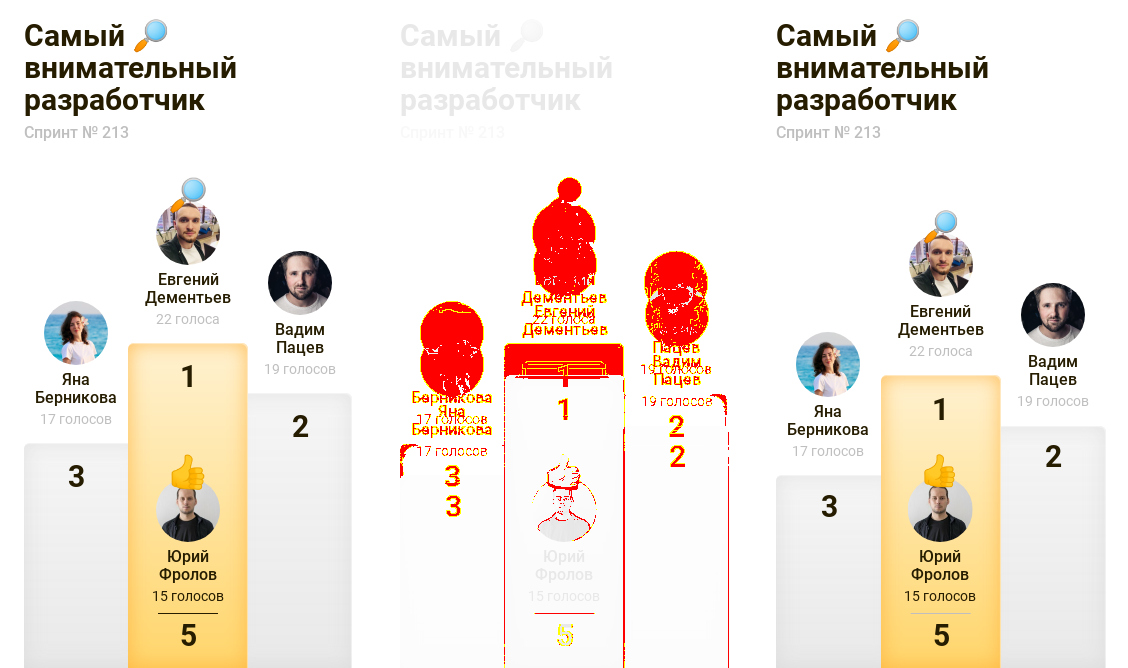 Самый 🔎
внимательный
разработчик
Спринт № 213
Евгений
Дементьев
22 голоса
Вадим
Пацев
19 голосов
Яна
Берникова
17 голосов
1
2
3
Юрий
Фролов
15 голосов
5
Самый 🔎
внимательный
разработчик
Спринт № 213
Дементьев
Евгений
22 голоса
Дементьев
Пацев
Вадим
19 голосов
Пацев
19 голосов
Берникова
Яна
17 голосов
Берникова
17 голосов
1
2
2
3
3
Юрий
Фролов
15 голосов
5
Самый 🔎
внимательный
разработчик
Спринт № 213
Евгений
Дементьев
22 голоса
Вадим
Пацев
19 голосов
Яна
Берникова
17 голосов
1
2
3
Юрий
Фролов
15 голосов
5